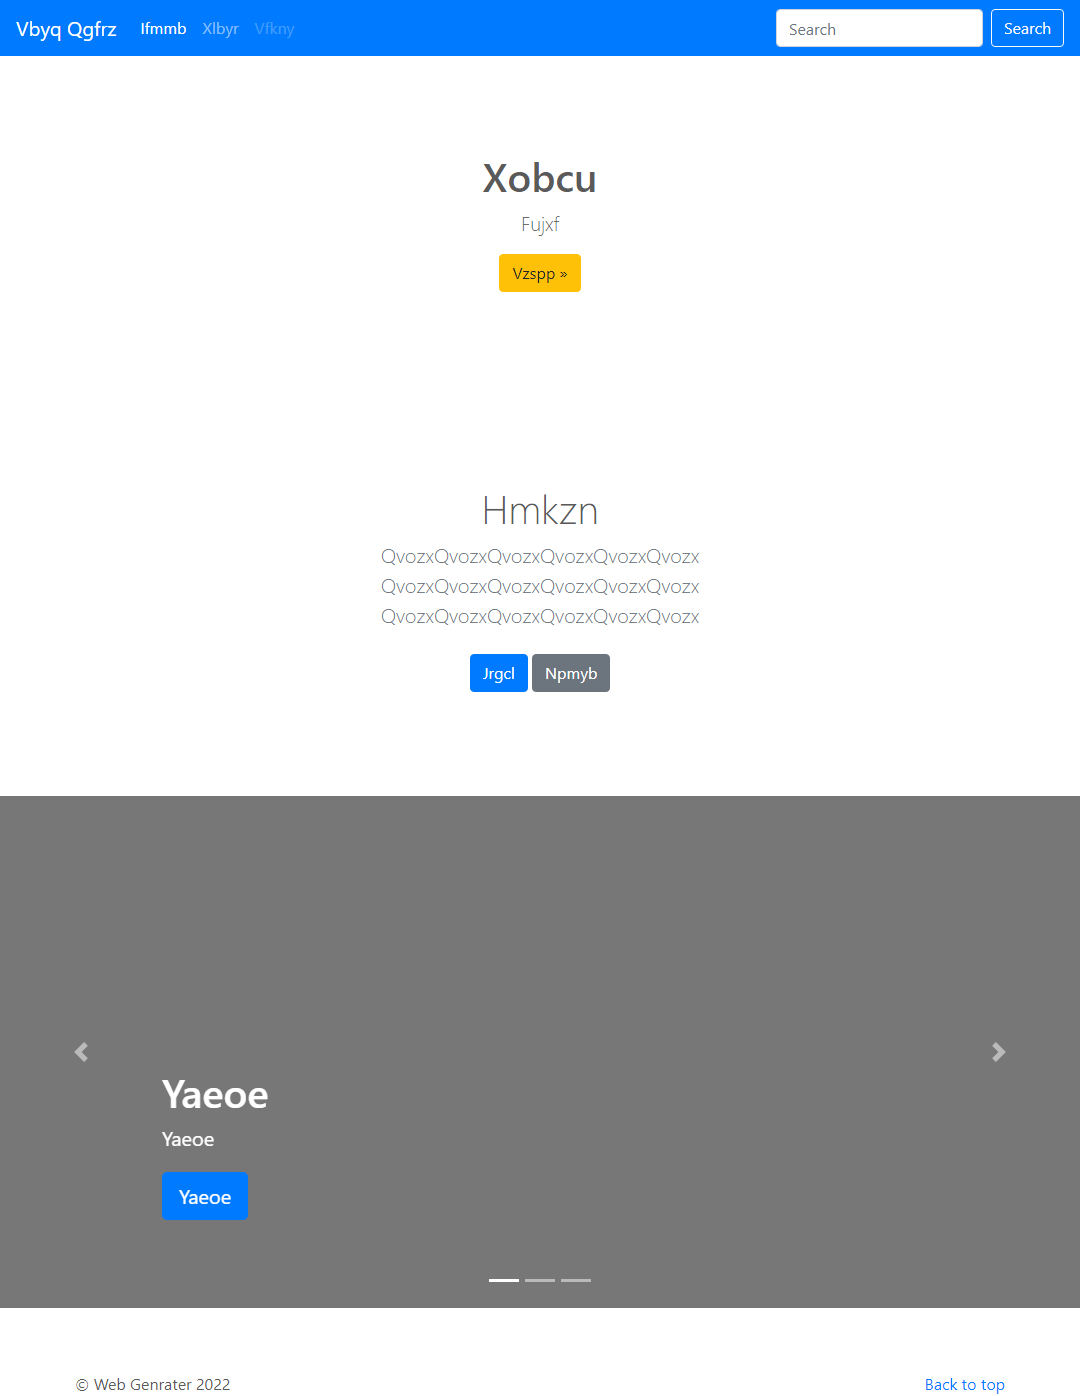 Vbyq Qgfrz Ifmmb Xlbyr Vfkny Search Search
Xobcu
Fujxf
Vzspp »
Hmkzn
QvozxQvozxQvozxQvozxQvozxQvozx
QvozxQvozxQvozxQvozxQvozxQvozx
QvozxQvozxQvozxQvozxQvozxQvozx
Jrgcl Npmyb
Yaeoe
Yaeoe
Yaeoe
© Web Genrater 2022 Back to top